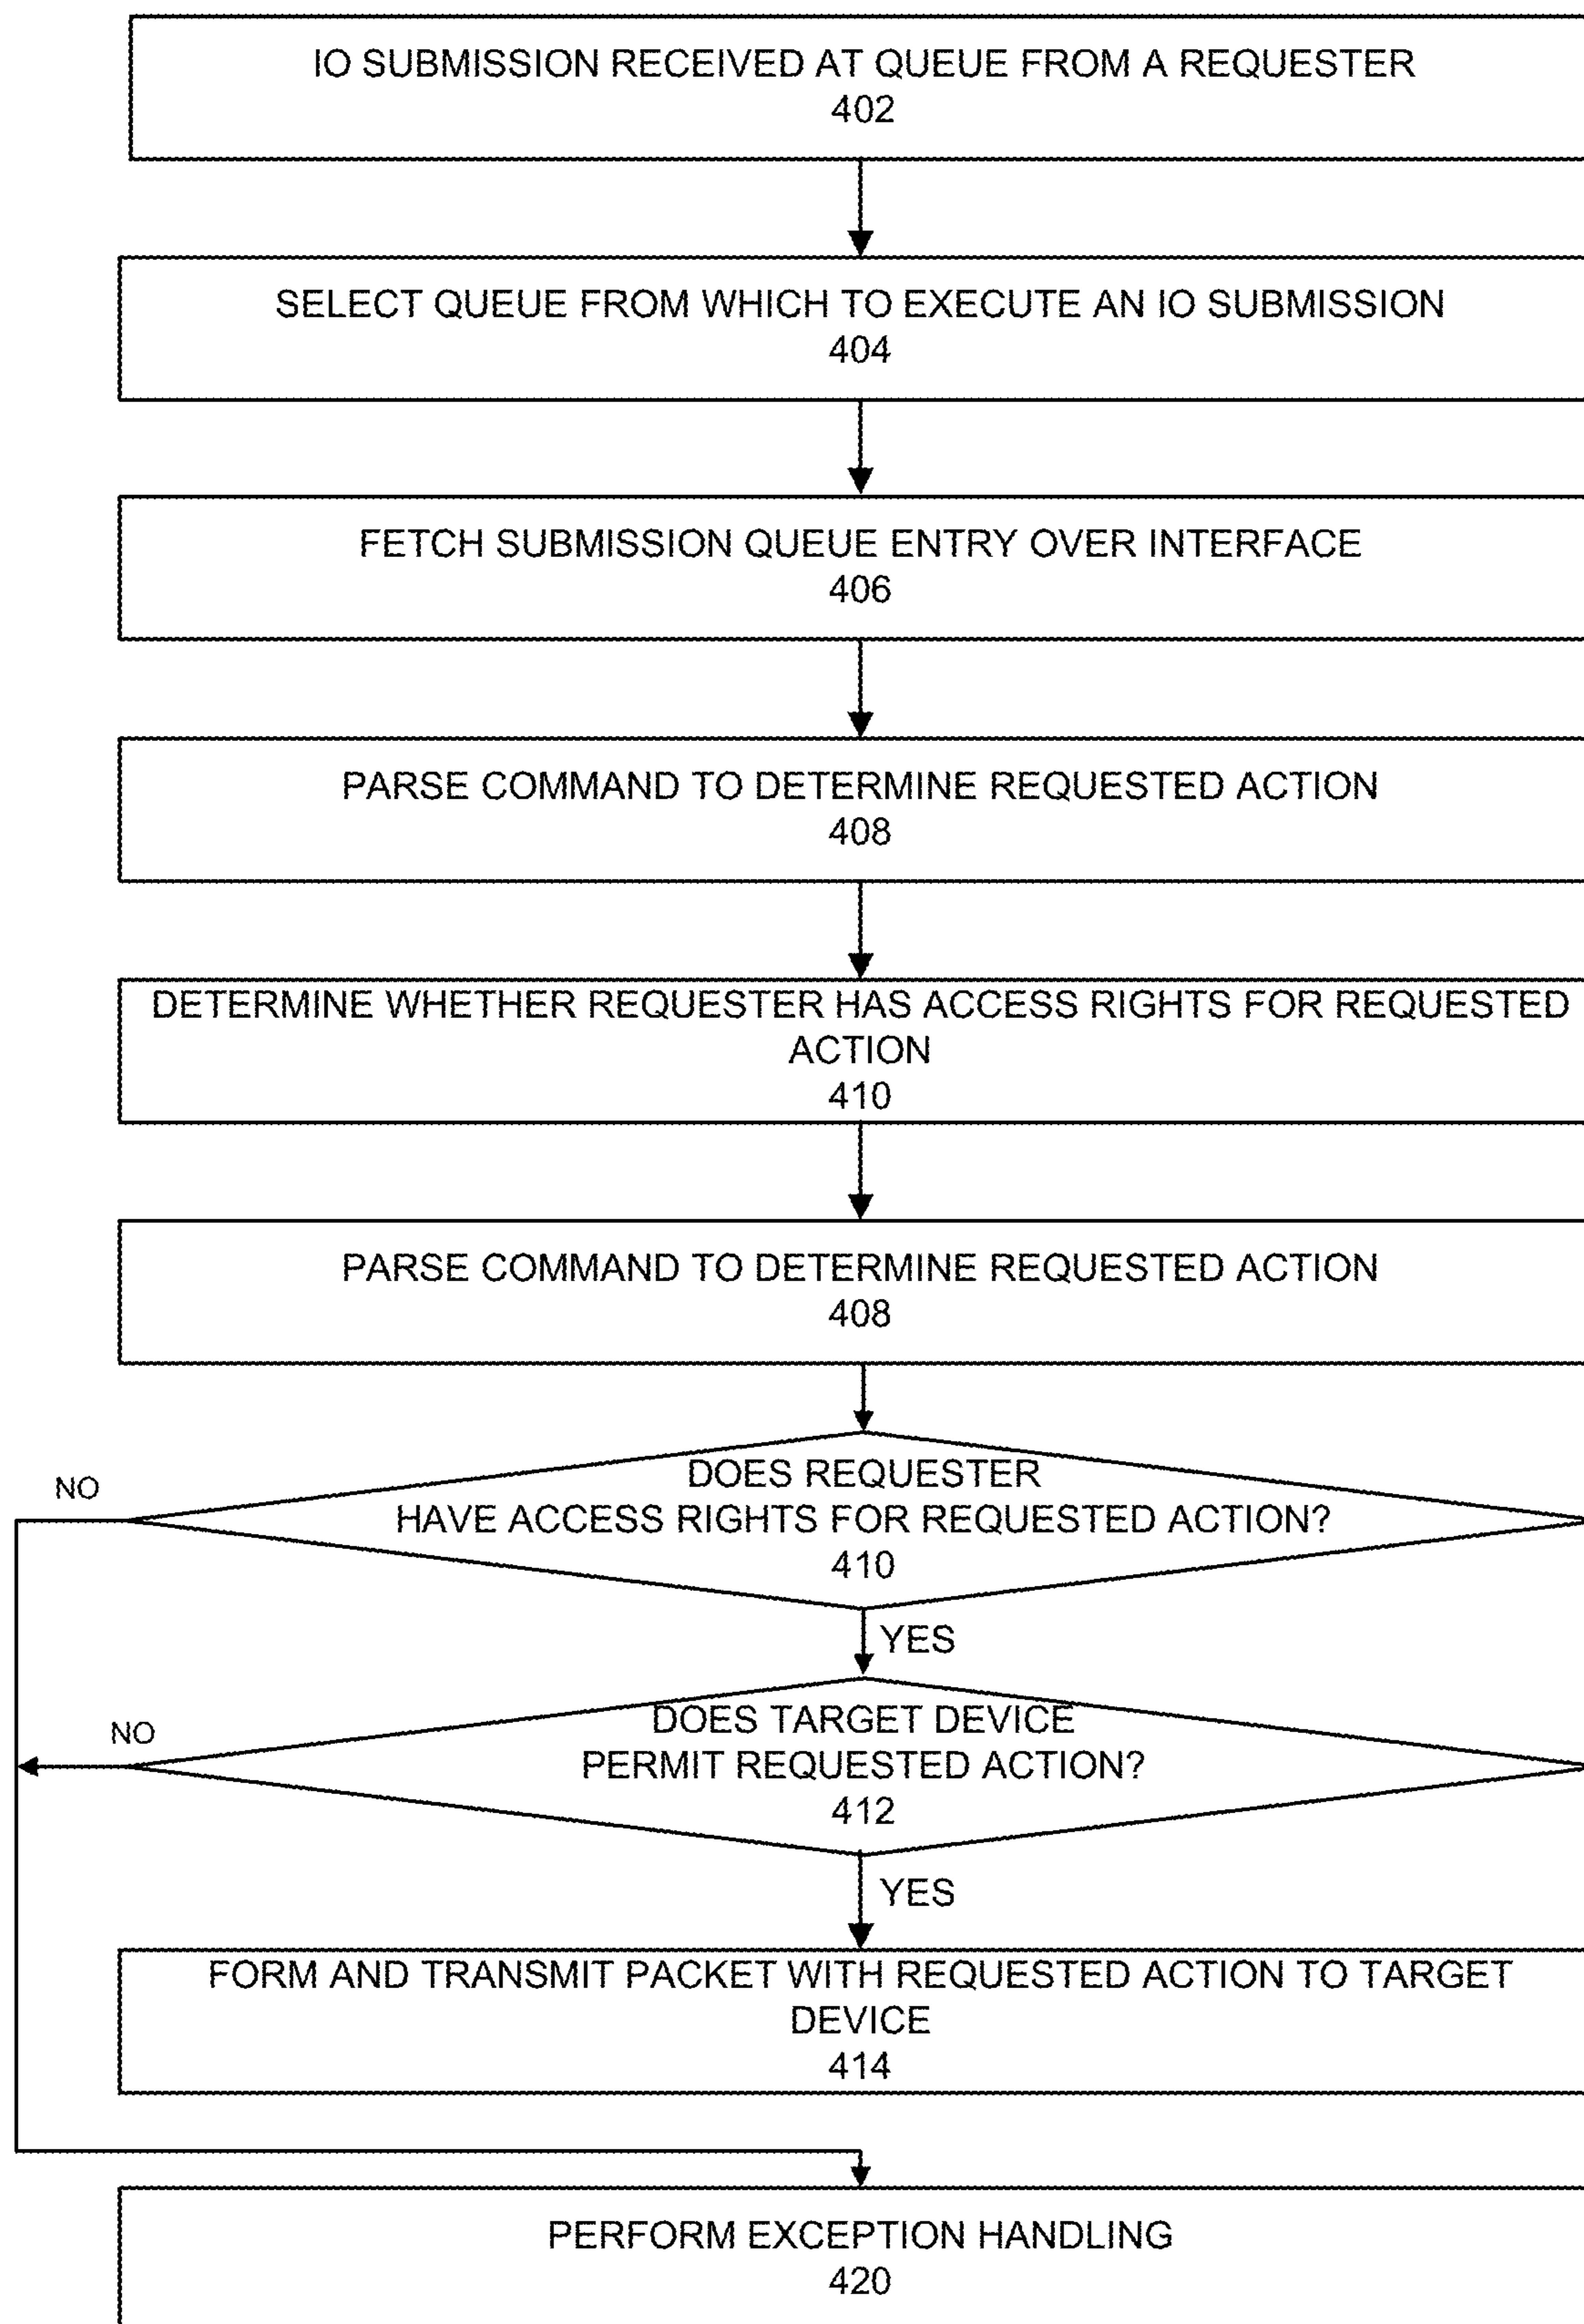 IO SUBMISSION RECEIVED AT QUEUE FROM A REQUESTER
402
SELECT QUEUE FROM WHICH TO EXECUTE AN IO SUBMISSION
404
FETCH SUBMISSION QUEUE ENTRY OVER INTERFACE
406
PARSE COMMAND TO DETERMINE REQUESTED ACTION
408
DETERMINE WHETHER REQUESTER HAS ACCESS RIGHTS FOR REQUESTED
ACTION
410
PARSE COMMAND TO DETERMINE REQUESTED ACTION
408
NO
DOES REQUESTER
HAVE ACCESS RIGHTS FOR REQUESTED ACTION?
410
YES
NO
DOES TARGET DEVICE
PERMIT REQUESTED ACTION?
412
YES
FORM AND TRANSMIT PACKET WITH REQUESTED ACTION TO TARGET
DEVICE
414
PERFORM EXCEPTION HANDLING
420